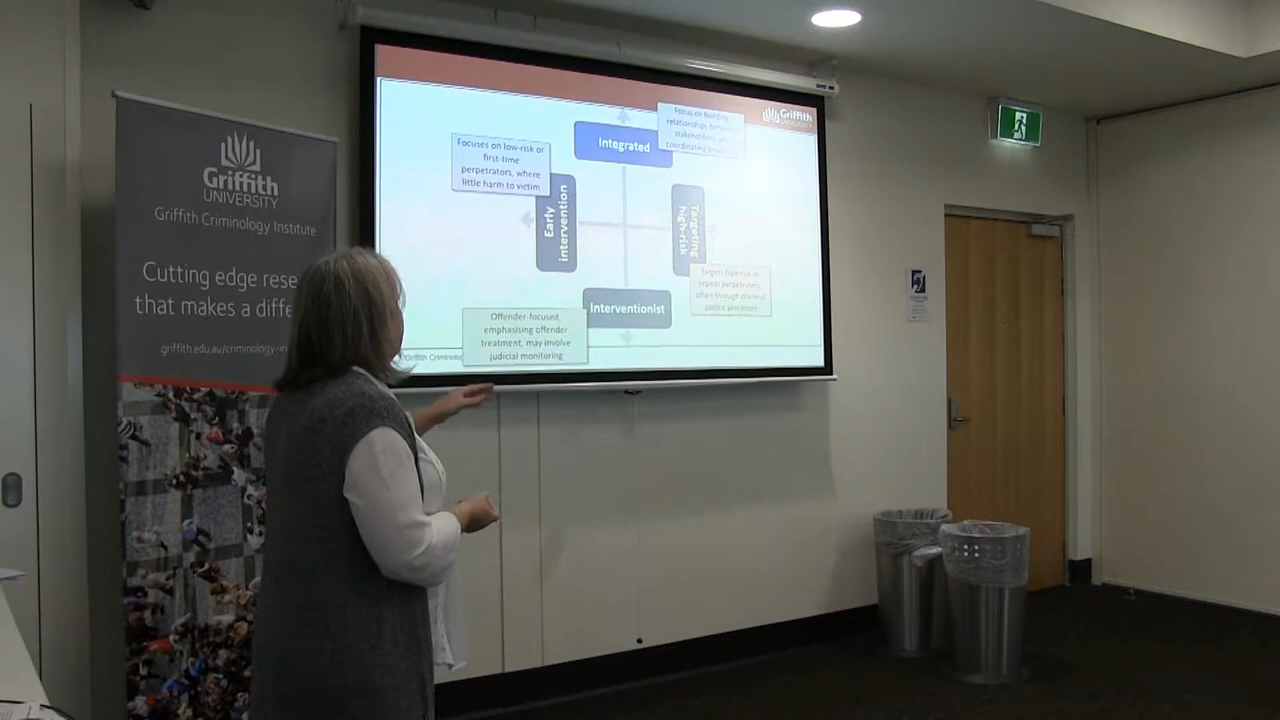 Griffith
UNIVERSITY
Griffith Criminology Institute
Cutting edge rese
that makes a diffe
griffith.edu.au/criminology-in
Griffith
UNIVERSITY
Integrated
Focus on building
relationships
stakeholders,
coordinating
Focuses on low-risk or
first-time
perpetrators, where
little harm to victim
Early
intervention
Targeting
high-risk
Targets high-risk or
repeat perpetrators,
often through criminal
justice processes
Interventionist
Offender-focused,
emphasising offender
treatment, may involve
judicial monitoring
Griffith Criminolog